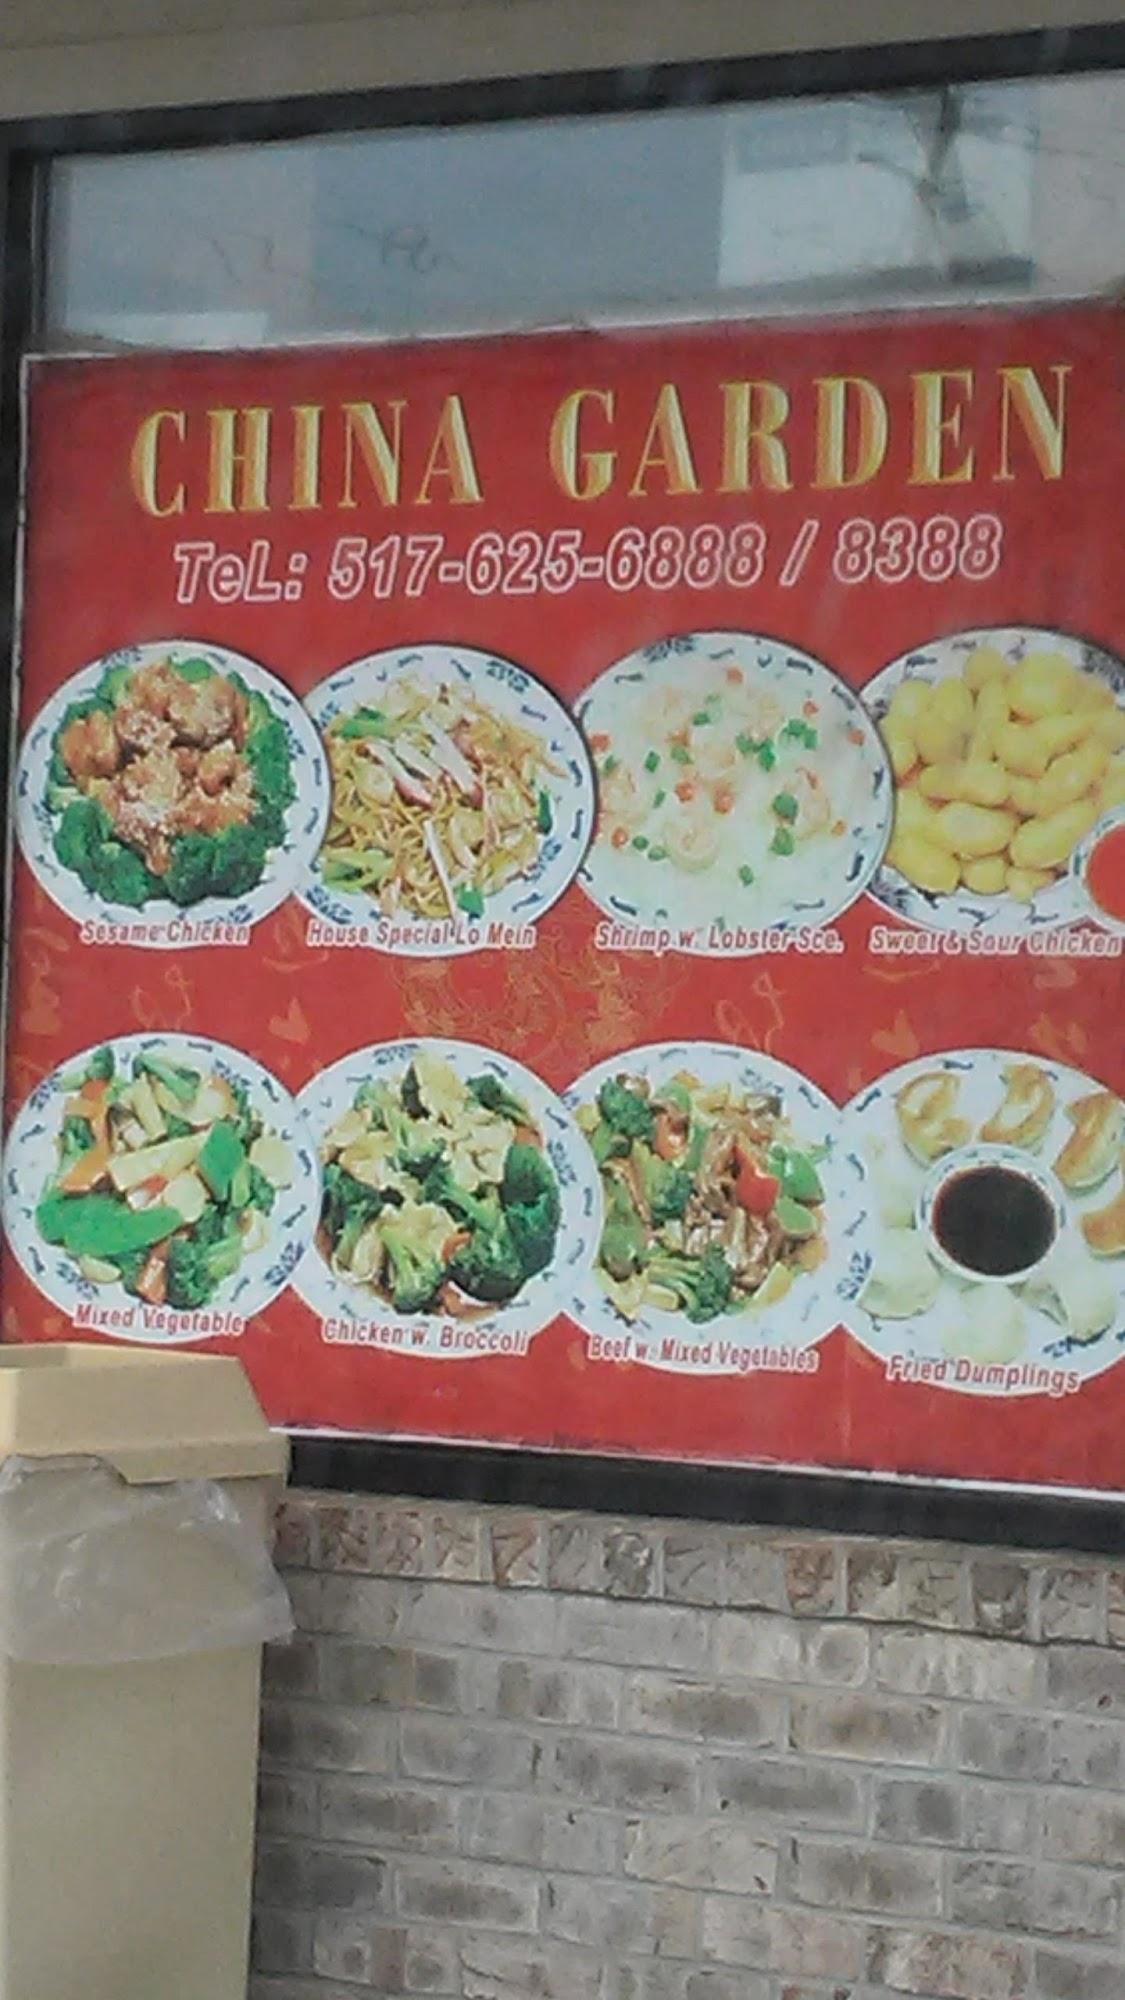 CHINA GARDEN
TeL: 517-625-6888 / 8388
Sesame Chicken
House Special Lo Mein
Shrimp w. Lobster Sce.
Sweet & Sour Chicken
Mixed Vegetable
Chicken w. Broccoli
Beef w. Mixed Vegetables
Fried Dumplings